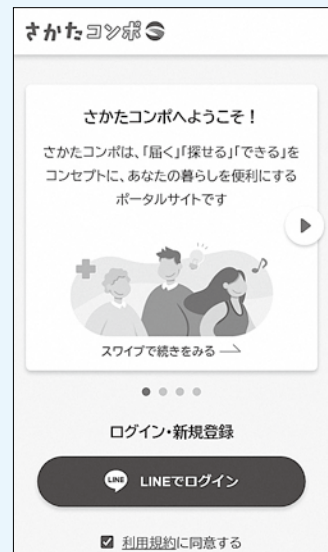 さかたコンポ
さかたコンポへようこそ！
さかたコンポは、「届く」「探せる」「できる」を
コンセプトに、あなたの暮らしを便利にする
ポータルサイトです
スワイプで続きをみる
ログイン・新規登録
LINE LINEでログイン
利用規約に同意する